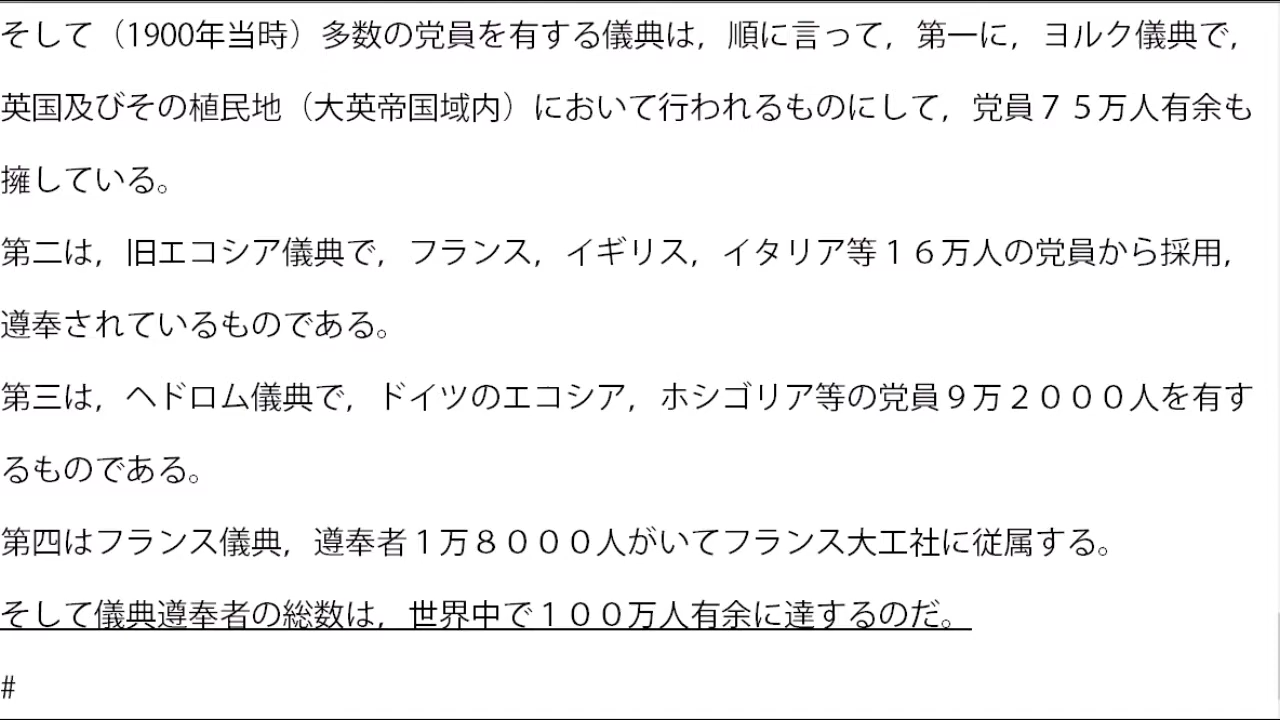 そして（1900年当時）多数の党員を有する儀典は，順に言って，第一に，ヨルク儀典で，
英国及びその植民地（大英帝国域内）において行われるものにして，党員７５万人有余も
擁している。
第二は，旧エコシア儀典で，フランス，イギリス，イタリア等１６万人の党員から採用，
遵奉されているものである。
第三は，ヘドロム儀典で，ドイツのエコシア，ホシゴリア等の党員９万２０００人を有す
るものである。
第四はフランス儀典，遵奉者１万８０００人がいてフランス大工社に従属する。
そして儀典遵奉者の総数は，世界中で１００万人有余に達するのだ。
#